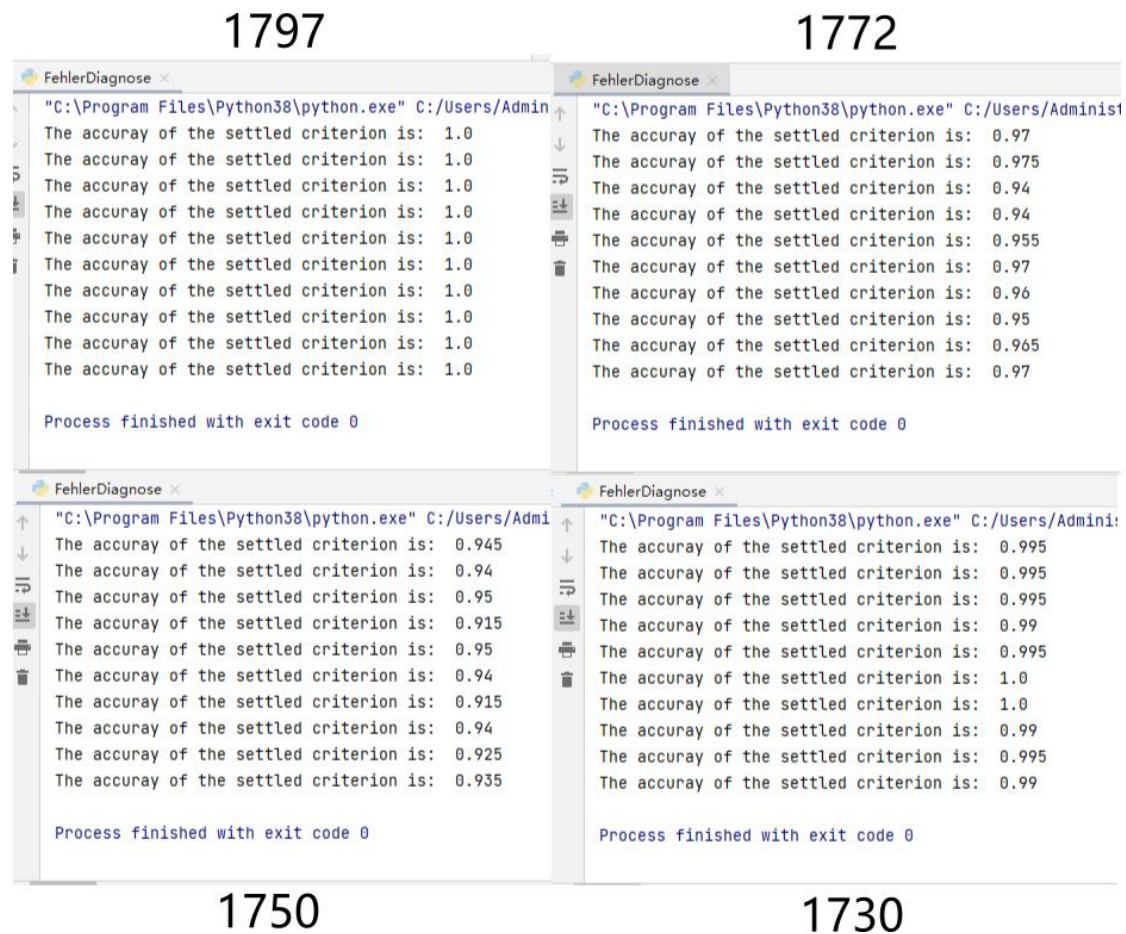 1797
FehlerDiagnose
"C:\Program Files\Python38\python.exe" C:/Users/Admin
The accuray of the settled criterion is: 1.0
The accuray of the settled criterion is: 1.0
The accuray of the settled criterion is: 1.0
The accuray of the settled criterion is: 1.0
The accuray of the settled criterion is: 1.0
The accuray of the settled criterion is: 1.0
The accuray of the settled criterion is: 1.0
The accuray of the settled criterion is: 1.0
The accuray of the settled criterion is: 1.0
The accuray of the settled criterion is: 1.0
Process finished with exit code 0
1772
FehlerDiagnose
"C:\Program Files\Python38\python.exe" C:/Users/Administ
The accuray of the settled criterion is: 0.97
The accuray of the settled criterion is: 0.975
The accuray of the settled criterion is: 0.94
The accuray of the settled criterion is: 0.94
The accuray of the settled criterion is: 0.955
The accuray of the settled criterion is: 0.97
The accuray of the settled criterion is: 0.96
The accuray of the settled criterion is: 0.95
The accuray of the settled criterion is: 0.965
The accuray of the settled criterion is: 0.97
Process finished with exit code 0
FehlerDiagnose
"C:\Program Files\Python38\python.exe" C:/Users/Admi
The accuray of the settled criterion is: 0.945
The accuray of the settled criterion is: 0.94
The accuray of the settled criterion is: 0.95
The accuray of the settled criterion is: 0.915
The accuray of the settled criterion is: 0.95
The accuray of the settled criterion is: 0.94
The accuray of the settled criterion is: 0.915
The accuray of the settled criterion is: 0.94
The accuray of the settled criterion is: 0.925
The accuray of the settled criterion is: 0.935
Process finished with exit code 0
1750
FehlerDiagnose
"C:\Program Files\Python38\python.exe" C:/Users/Adminis
The accuray of the settled criterion is: 0.995
The accuray of the settled criterion is: 0.995
The accuray of the settled criterion is: 0.995
The accuray of the settled criterion is: 0.99
The accuray of the settled criterion is: 0.995
The accuray of the settled criterion is: 1.0
The accuray of the settled criterion is: 1.0
The accuray of the settled criterion is: 0.99
The accuray of the settled criterion is: 0.995
The accuray of the settled criterion is: 0.99
Process finished with exit code 0
1730